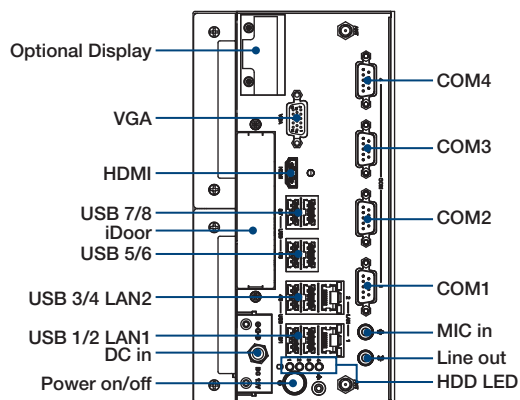 Optional Display
VGA
HDMI
USB 7/8
iDoor
USB 5/6
USB 3/4 LAN2
USB 1/2 LAN1
DC in
Power on/off
COM4
COM3
COM2
COM1
MIC in
Line out
HDD LED